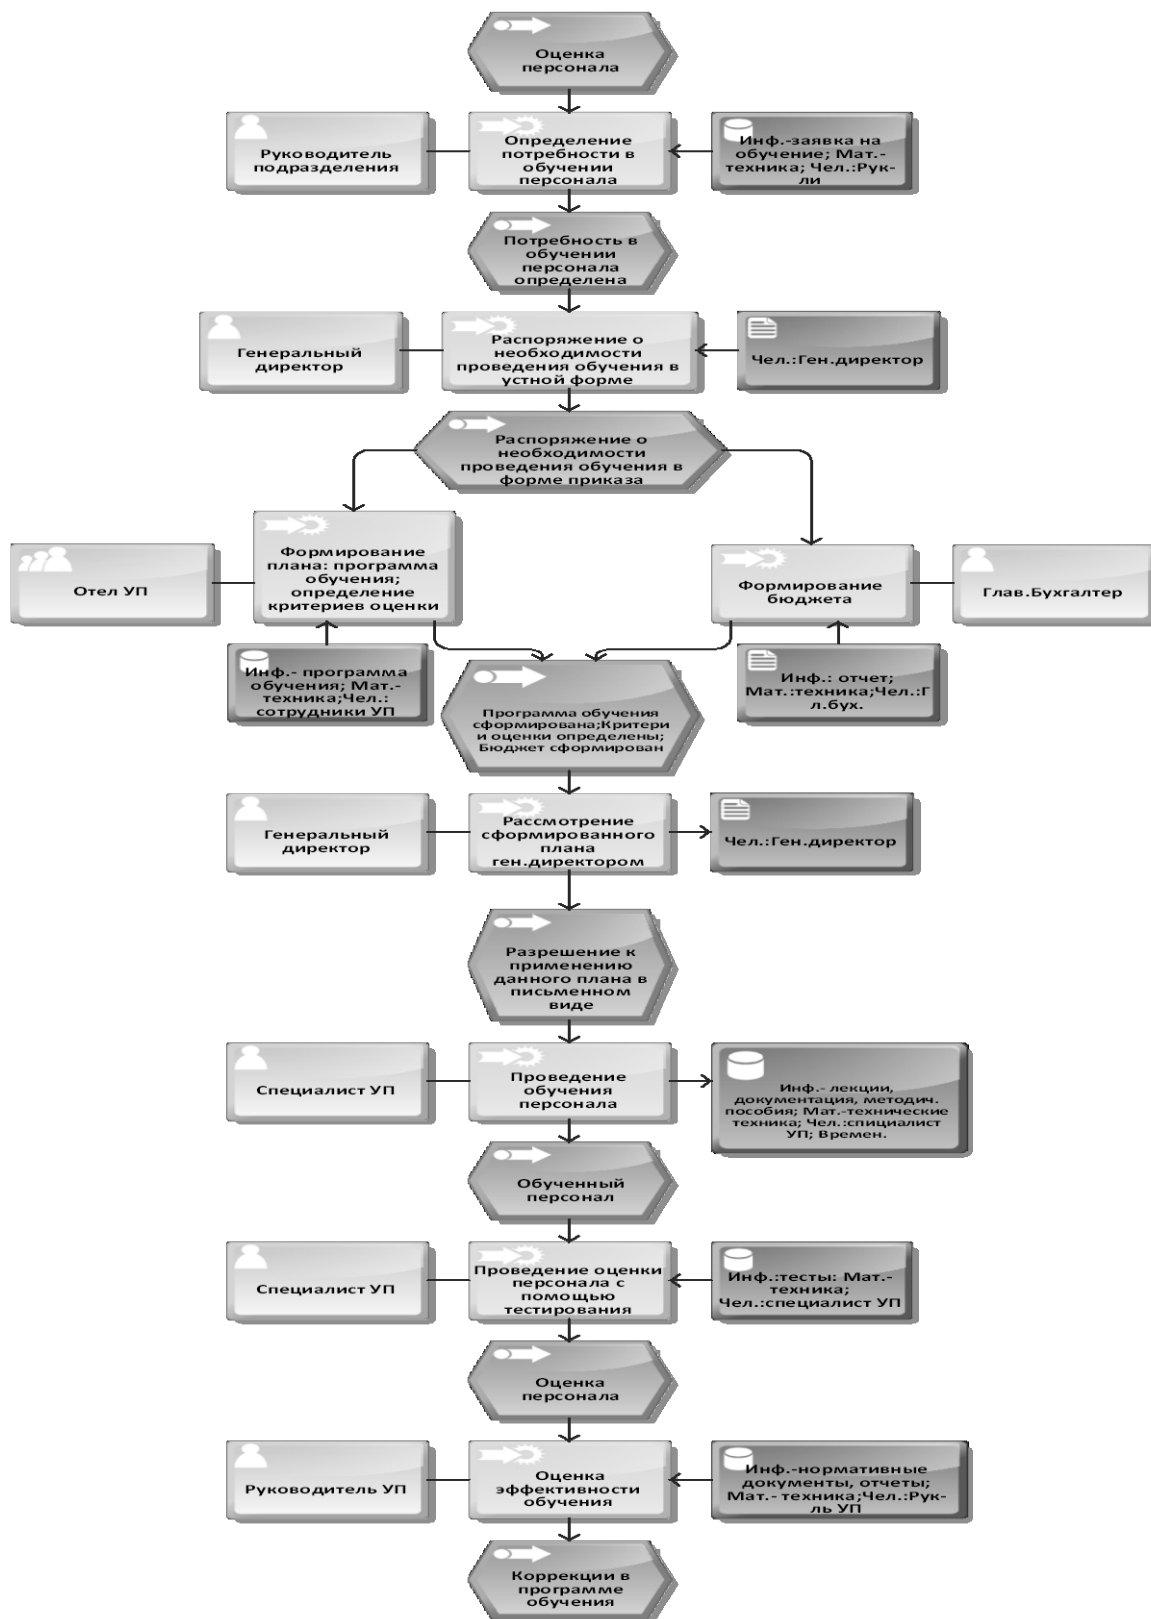 Оценка
персонала
Руководитель
подразделения
Определение
потребности в
обучении
персонала
Инф.-заявка на
обучение; Мат.-
техника; Чел.:Рук-
ли
Потребность в
обучении
персонала
определена
Генеральный
директор
Распоряжение о
необходимости
проведения обучения в
устной форме
Чел.:Ген.директор
Распоряжение о
необходимости
проведения обучения в
форме приказа
Отел УП
Формирование
плана: программа
обучения;
определение
критериев оценки
Формирование
бюджета
Глав.Бухгалтер
Инф.- программа
обучения; Мат.-
техника;Чел.:
сотрудники УП
Программа обучения
сформирована;Критери
и оценки определены;
Бюджет сформирован
Инф.: отчет;
Мат.:техника;Чел.:Г
л.бух.
Генеральный
директор
Рассмотрение
сформированного
плана
ген.директором
Чел.:Ген.директор
Разрешение к
применению
данного плана в
письменном
виде
Специалист УП
Проведение
обучения
персонала
Инф.- лекции,
документация, методич.
пособия; Мат.-технические
техника; Чел.:спициалист
УП; Времен.
Обученный
персонал
Специалист УП
Проведение оценки
персонала с
помощью
тестирования
Инф.:тесты: Мат.-
техника;
Чел.:специалист УП
Оценка
персонала
Руководитель УП
Оценка
эффективности
обучения
Инф.-нормативные
документы, отчеты;
Мат.- техника;Чел.:Рук-
ль УП
Коррекции в
программе
обучения